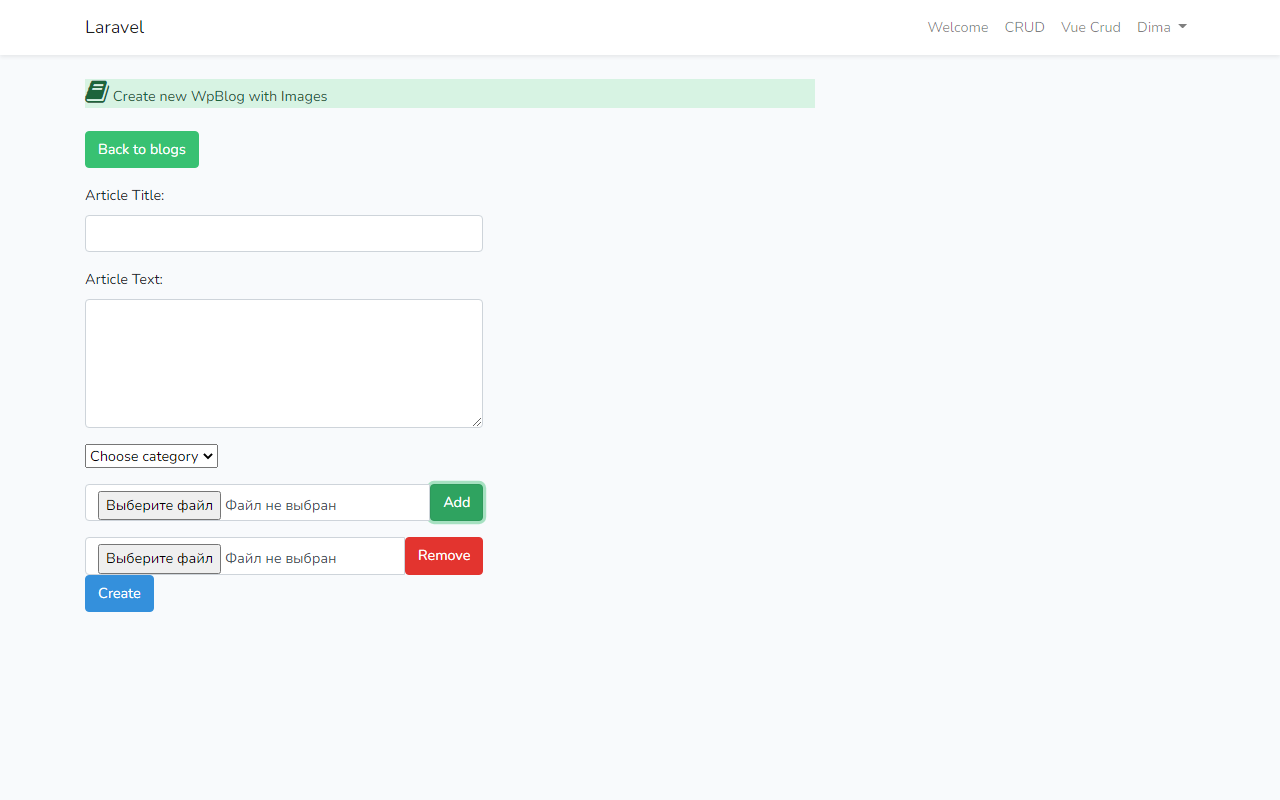 Laravel
Welcome CRUD Vue Crud Dima
Create new WpBlog with Images
Back to blogs
Article Title:
Article Text:
Choose category
Выберите файл Файл не выбран Add
Выберите файл Файл не выбран Remove
Create